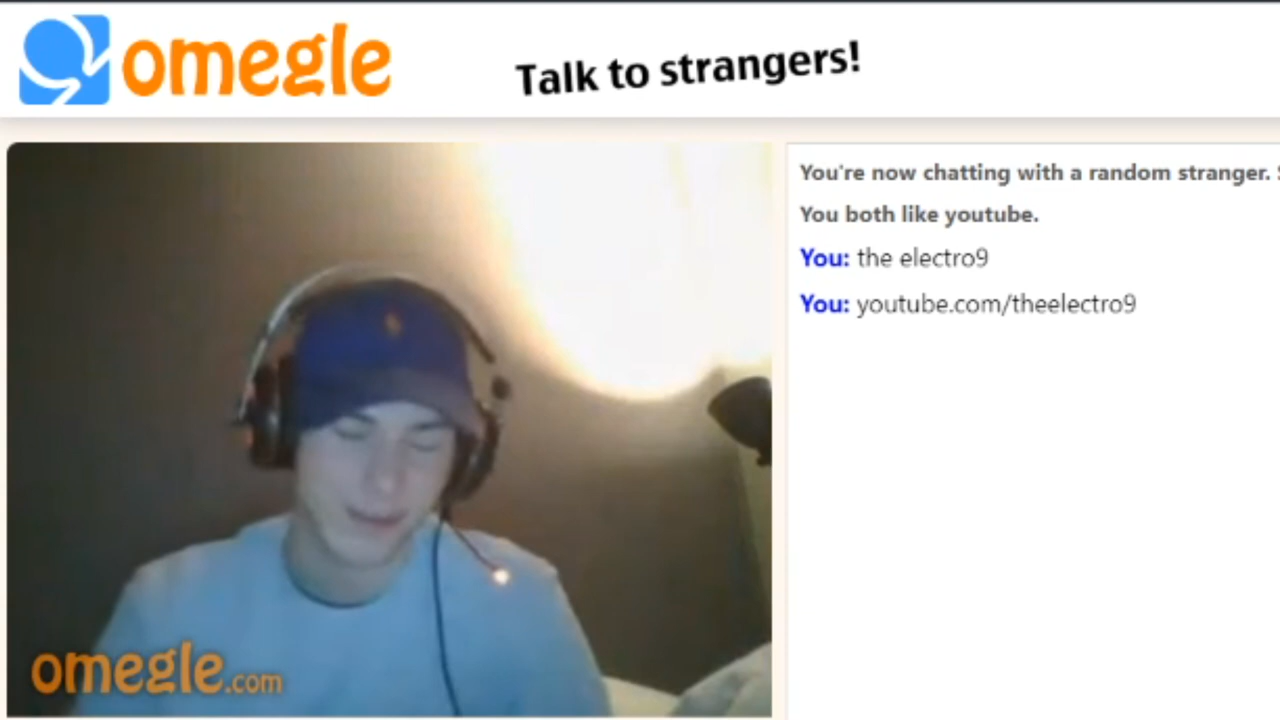 omegle
Talk to strangers!
You're now chatting with a random stranger.
You both like youtube.
You: the electro9
You: youtube.com/theelectro9
omegle.com